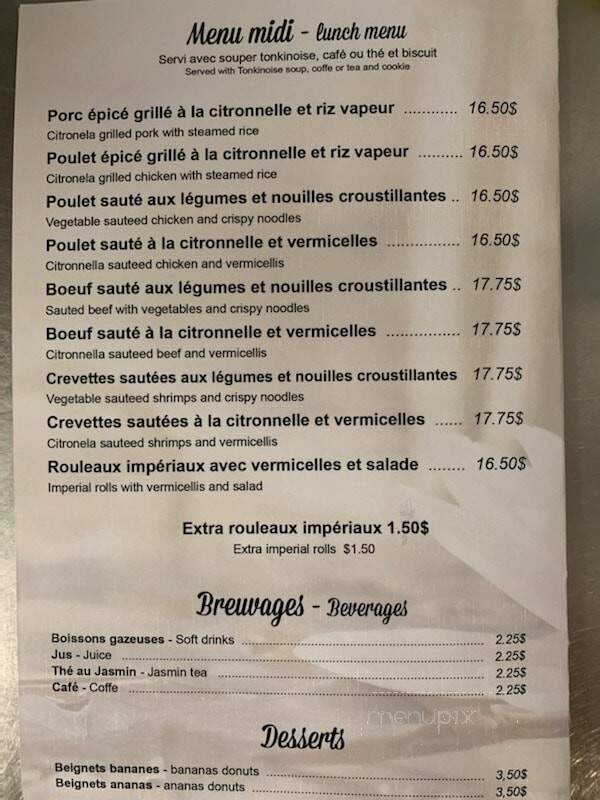 Menu midi - lunch menu
Servi avec souper tonkinoise, café ou thé et biscuit
Served with Tonkinoise soup, coffe or tea and cookie
Porc épicé grillé à la citronnelle et riz vapeur ............ 16.50$
Citronela grilled pork with steamed rice
Poulet épicé grillé à la citronnelle et riz vapeur .......... 16.50$
Citronela grilled chicken with steamed rice
Poulet sauté aux légumes et nouilles croustillantes .. 16.50$
Vegetable sauteed chicken and crispy noodles
Poulet sauté à la citronnelle et vermicelles ................ 16.50$
Citronnella sauteed chicken and vermicellis
Boeuf sauté aux légumes et nouilles croustillantes .. 17.75$
Sauted beef with vegetables and crispy noodles
Boeuf sauté à la citronnelle et vermicelles ................ 17.75$
Citronnella sauteed beef and vermicellis
Crevettes sautées aux légumes et nouilles croustillantes 17.75$
Vegetable sauteed shrimps and crispy noodles
Crevettes sautées à la citronnelle et vermicelles ...... 17.75$
Citronela sauteed shrimps and vermicellis
Rouleaux impériaux avec vermicelles et salade ........ 16.50$
Imperial rolls with vermicellis and salad
Extra rouleaux impériaux 1.50$
Extra imperial rolls $1.50
Breuvages - Beverages
Boissons gazeuses - Soft drinks ........................ 2.25$
Jus - Juice ........................ 2.25$
Thé au Jasmin - Jasmin tea ........................ 2.25$
Café - Coffe ........................ 2.25$
menupix
Desserts
Beignets bananes - bananas donuts ........................ 3,50$
Beignets ananas - ananas donuts ........................ 3,50$